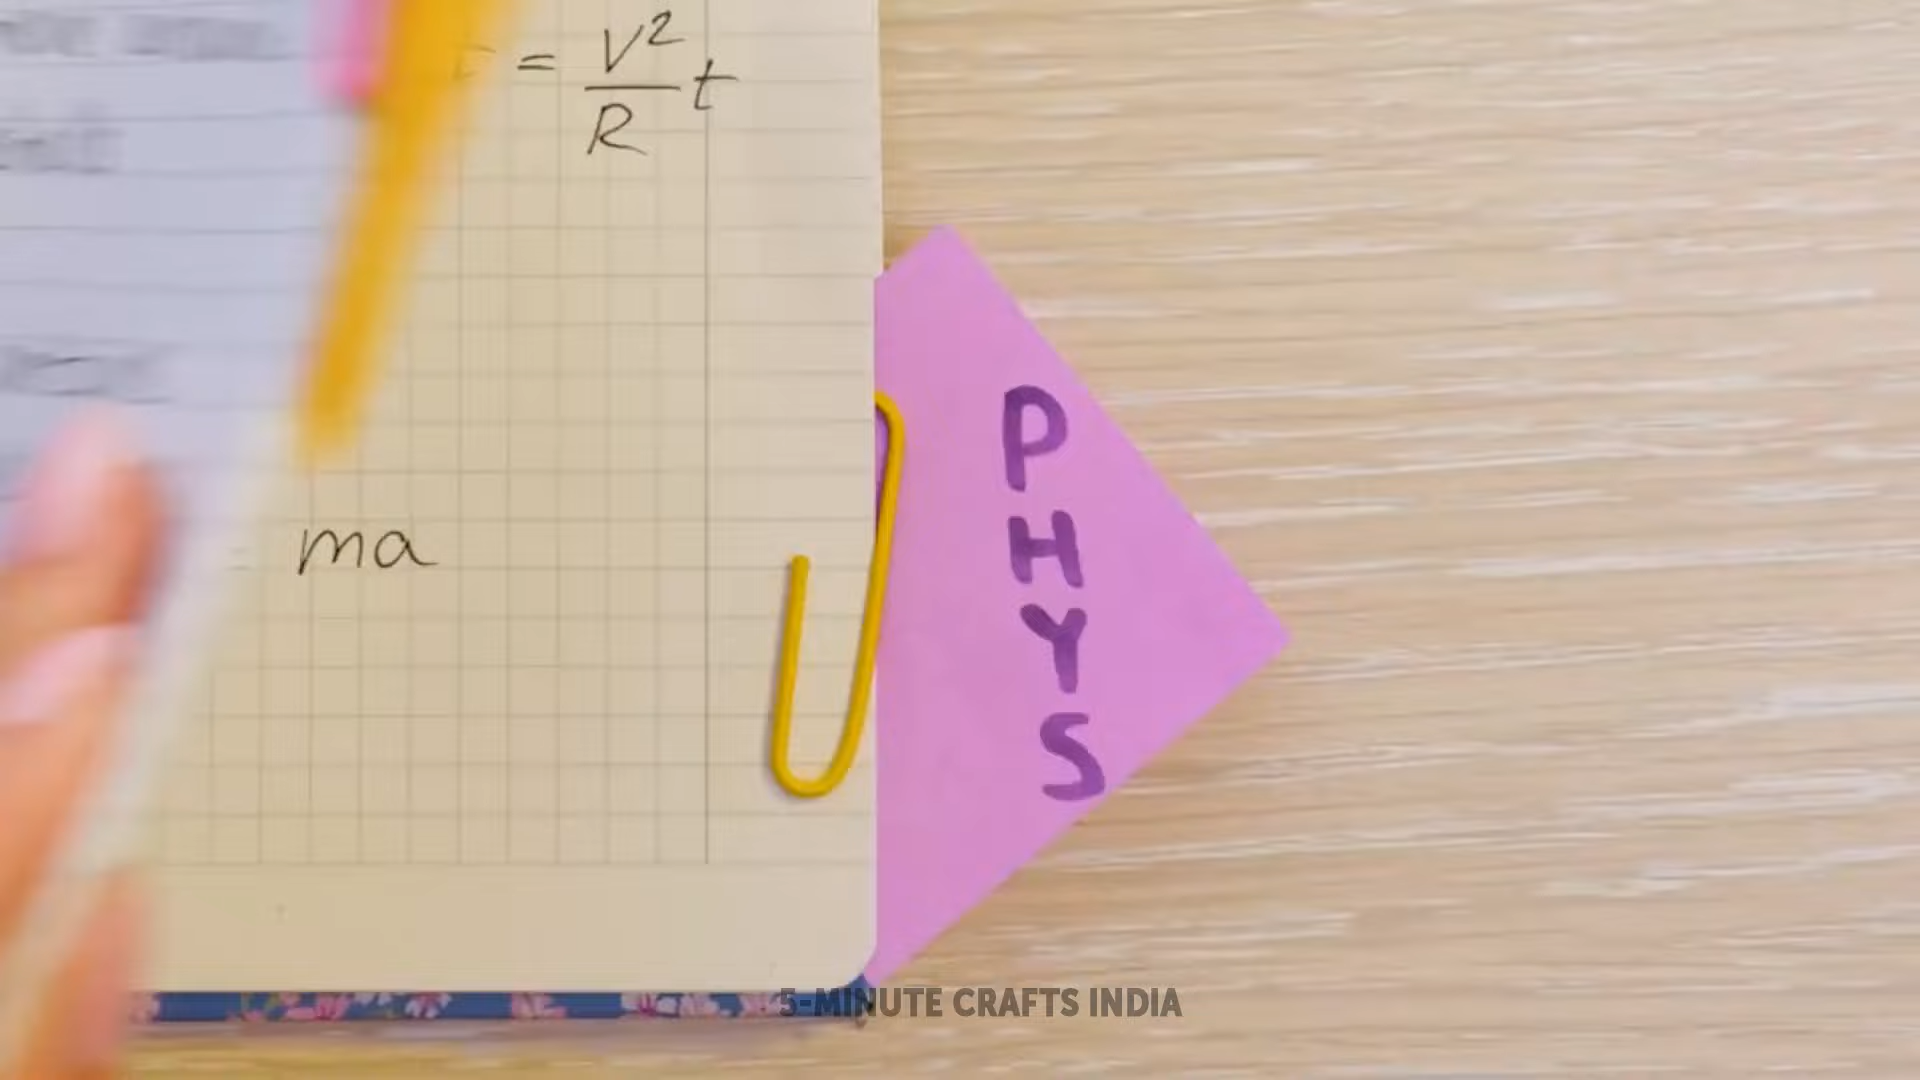 = V²/R t
ma
PHYS
5-MINUTE CRAFTS INDIA